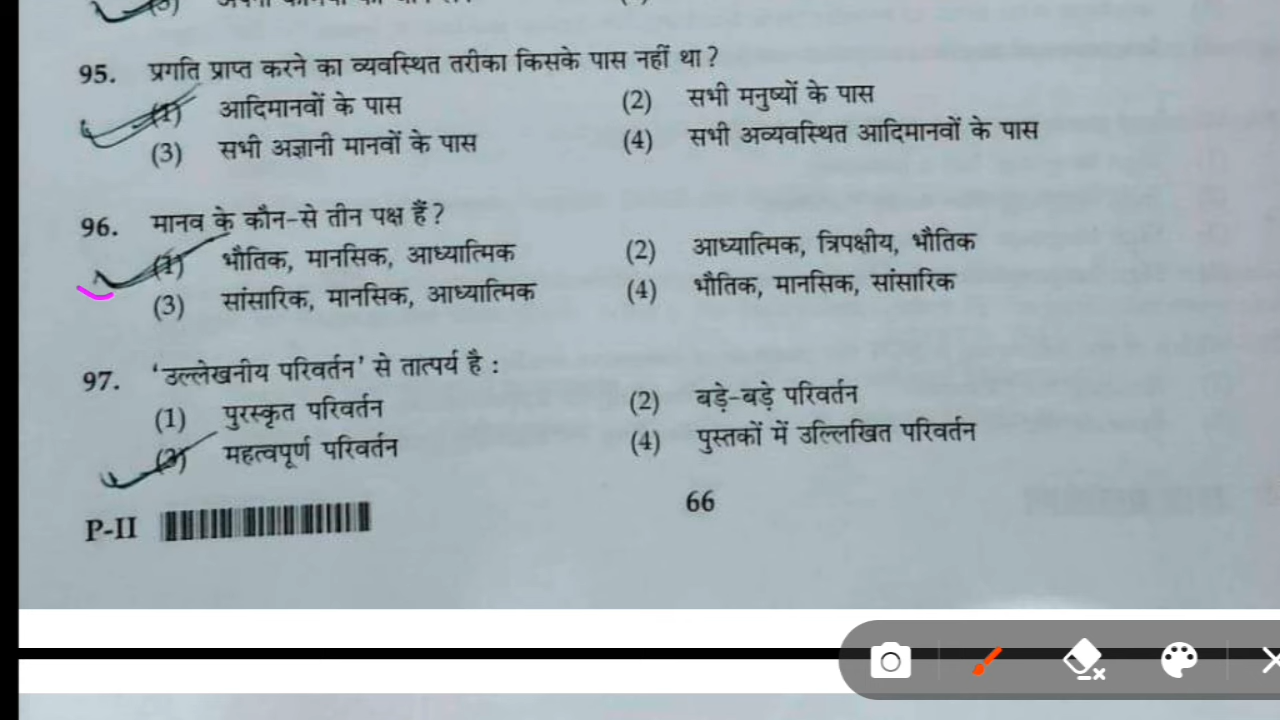 95. प्रगति प्राप्त करने का व्यवस्थित तरीका किसके पास नहीं था ?
(1) आदिमानवों के पास (2) सभी मनुष्यों के पास
(3) सभी अज्ञानी मानवों के पास (4) सभी अव्यवस्थित आदिमानवों के पास
96. मानव के कौन-से तीन पक्ष हैं ?
(1) भौतिक, मानसिक, आध्यात्मिक (2) आध्यात्मिक, त्रिपक्षीय, भौतिक
(3) सांसारिक, मानसिक, आध्यात्मिक (4) भौतिक, मानसिक, सांसारिक
97. 'उल्लेखनीय परिवर्तन' से तात्पर्य है :
(1) पुरस्कृत परिवर्तन (2) बड़े-बड़े परिवर्तन
(3) महत्वपूर्ण परिवर्तन (4) पुस्तकों में उल्लिखित परिवर्तन
P-II 66